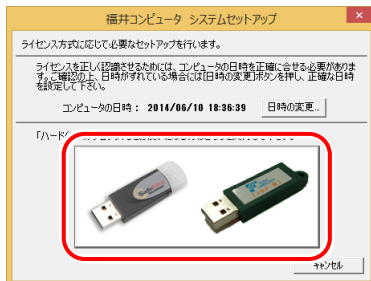 福井コンピュータ システムセットアップ
ライセンス方式に応じて必要なセットアップを行います。
ライセンスを正しく認識させるためには、コンピュータの日時を正確に合せる必要がありま
す。ご確認の上、日時がずれている場合には[日時の変更]ボタンを押し、正確な日時
を設定して下さい。
コンピュータの日時： 2014/06/10 18:36:39 日時の変更...
「ハード
キャンセル